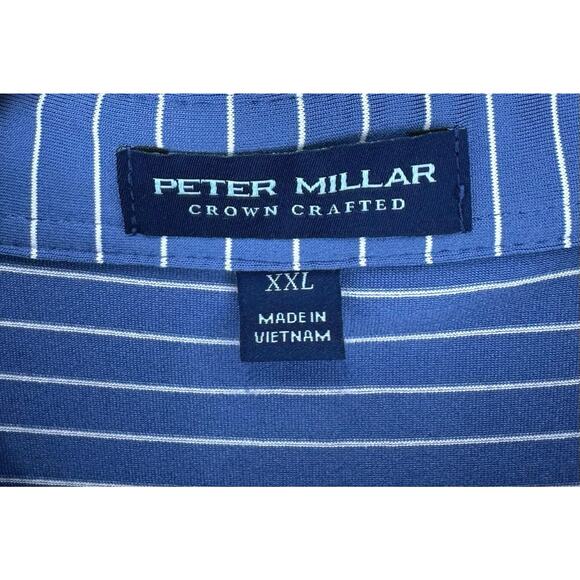 PETER MILLAR
CROWN CRAFTED
XXL
MADE IN
VIETNAM